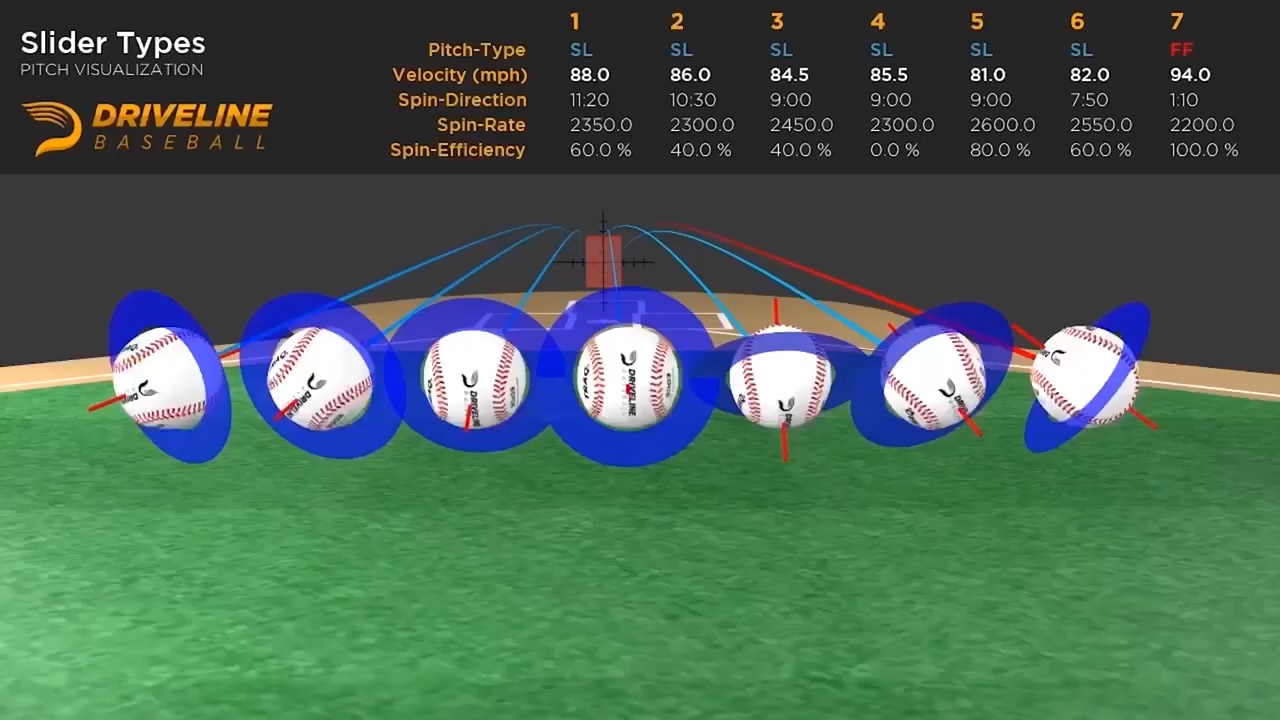 Slider Types
PITCH VISUALIZATION
DRIVELINE
BASEBALL
1 2 3 4 5 6 7
Pitch-Type SL SL SL SL SL SL FF
Velocity (mph) 88.0 86.0 84.5 85.5 81.0 82.0 94.0
Spin-Direction 11:20 10:30 9:00 9:00 9:00 7:50 1:10
Spin-Rate 2350.0 2300.0 2450.0 2300.0 2600.0 2550.0 2200.0
Spin-Efficiency 60.0 % 40.0 % 40.0 % 0.0 % 80.0 % 60.0 % 100.0 %
DRIVELINE
DRIVELINE